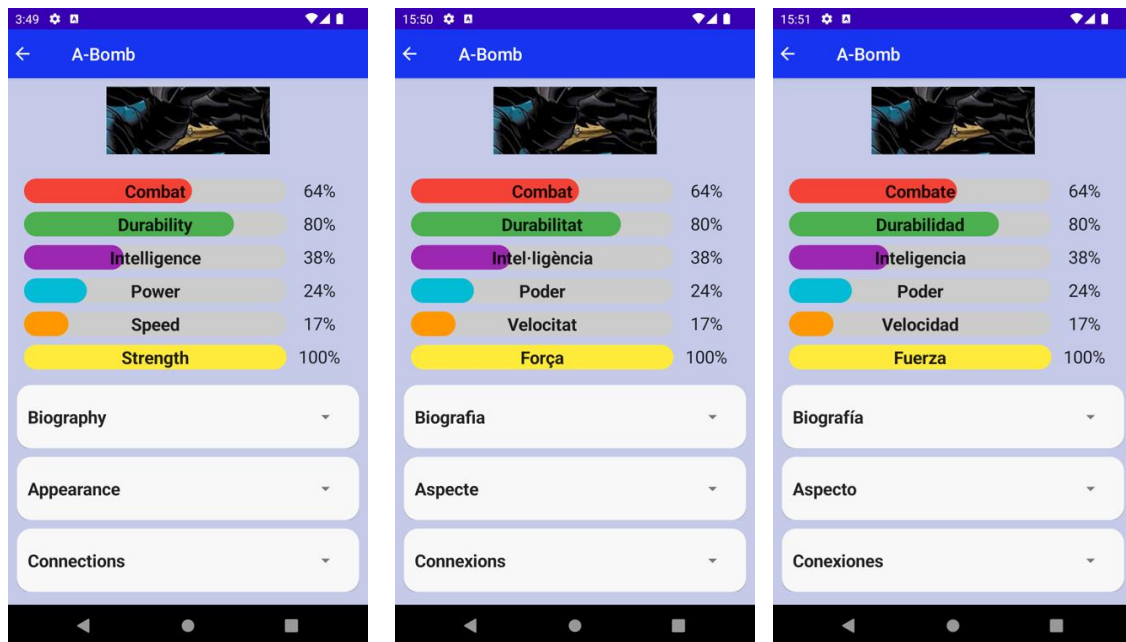 3:49
A-Bomb
Combat 64%
Durability 80%
Intelligence 38%
Power 24%
Speed 17%
Strength 100%
Biography
Appearance
Connections
15:50
A-Bomb
Combat 64%
Durabilitat 80%
Intel·ligència 38%
Poder 24%
Velocitat 17%
Força 100%
Biografia
Aspecte
Connexions
15:51
A-Bomb
Combate 64%
Durabilidad 80%
Inteligencia 38%
Poder 24%
Velocidad 17%
Fuerza 100%
Biografía
Aspecto
Conexiones